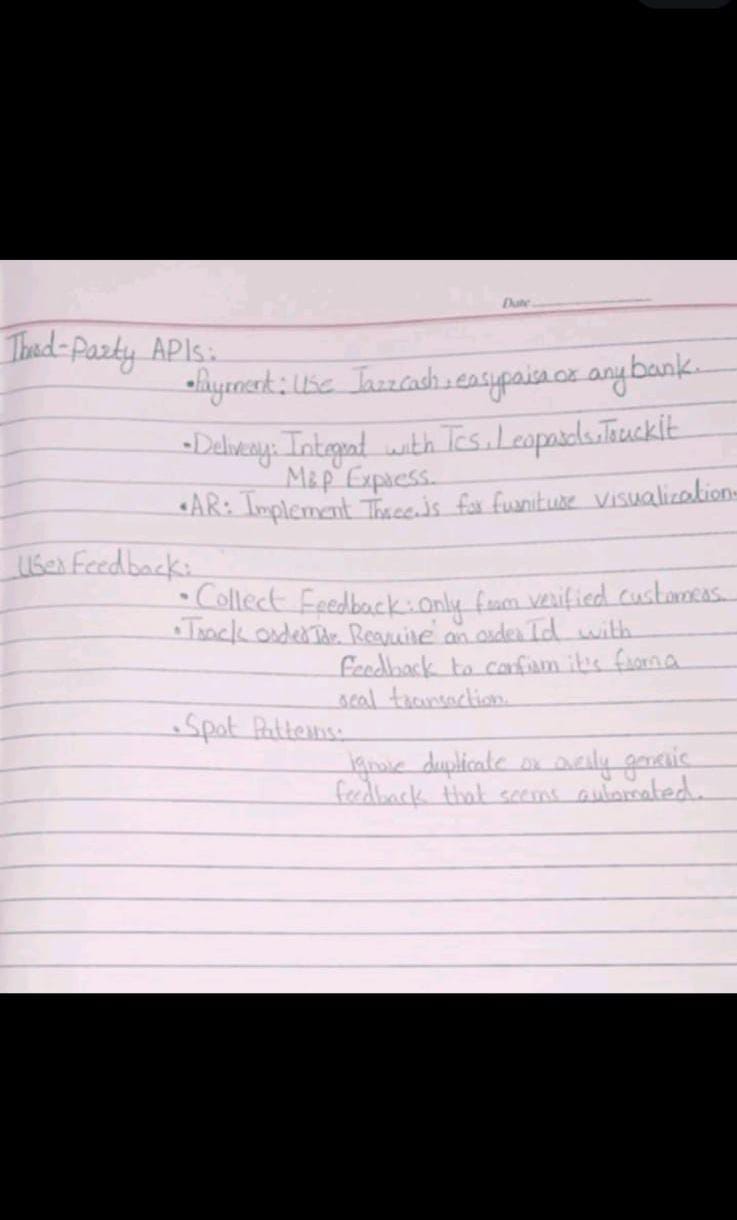 Date
Third-Party APIs:
• Payment: Use Jazzcash, easypaisa or any bank.
• Delivery: Integrat with Tcs, Leopards, Truckit
M&P Express.
• AR: Implement Three.js for furniture visualization.
User Feedback:
• Collect Feedback: only from verified customers.
• Track order Require an order Id with
feedback to confirm it's from a
real transaction.
• Spot Patterns:
Ignore duplicate or overly generic
feedback that seems automated.